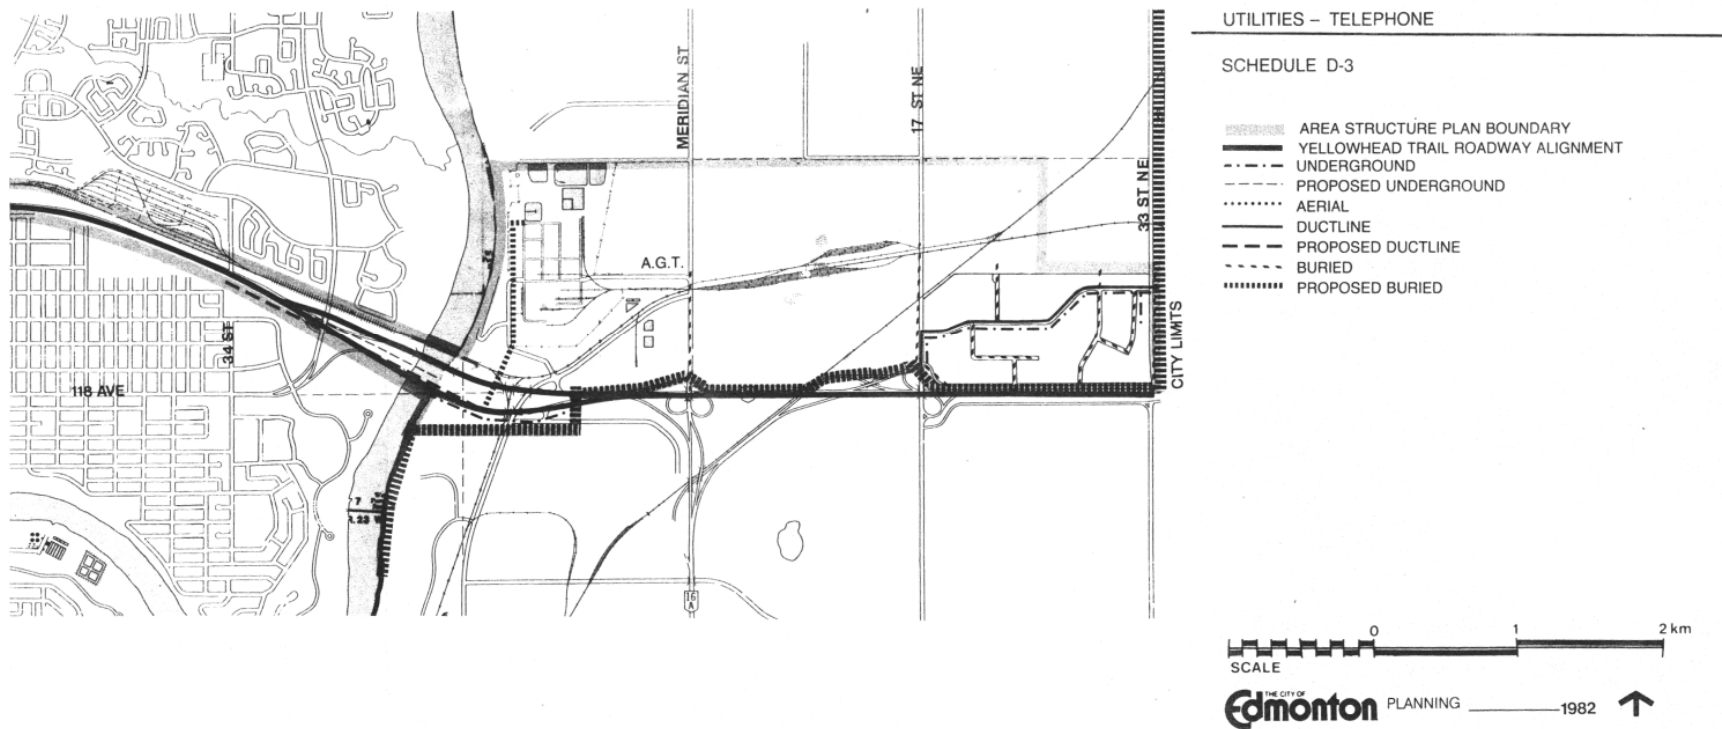 UTILITIES – TELEPHONE
SCHEDULE D-3
AREA STRUCTURE PLAN BOUNDARY
YELLOWHEAD TRAIL ROADWAY ALIGNMENT
UNDERGROUND
PROPOSED UNDERGROUND
AERIAL
DUCTLINE
PROPOSED DUCTLINE
BURIED
PROPOSED BURIED
MERIDIAN ST
17 ST NE
33 ST NE
A.G.T.
CITY LIMITS
34 ST
118 AVE
16
A
0 1 2 km
SCALE
THE CITY OF
Edmonton PLANNING 1982